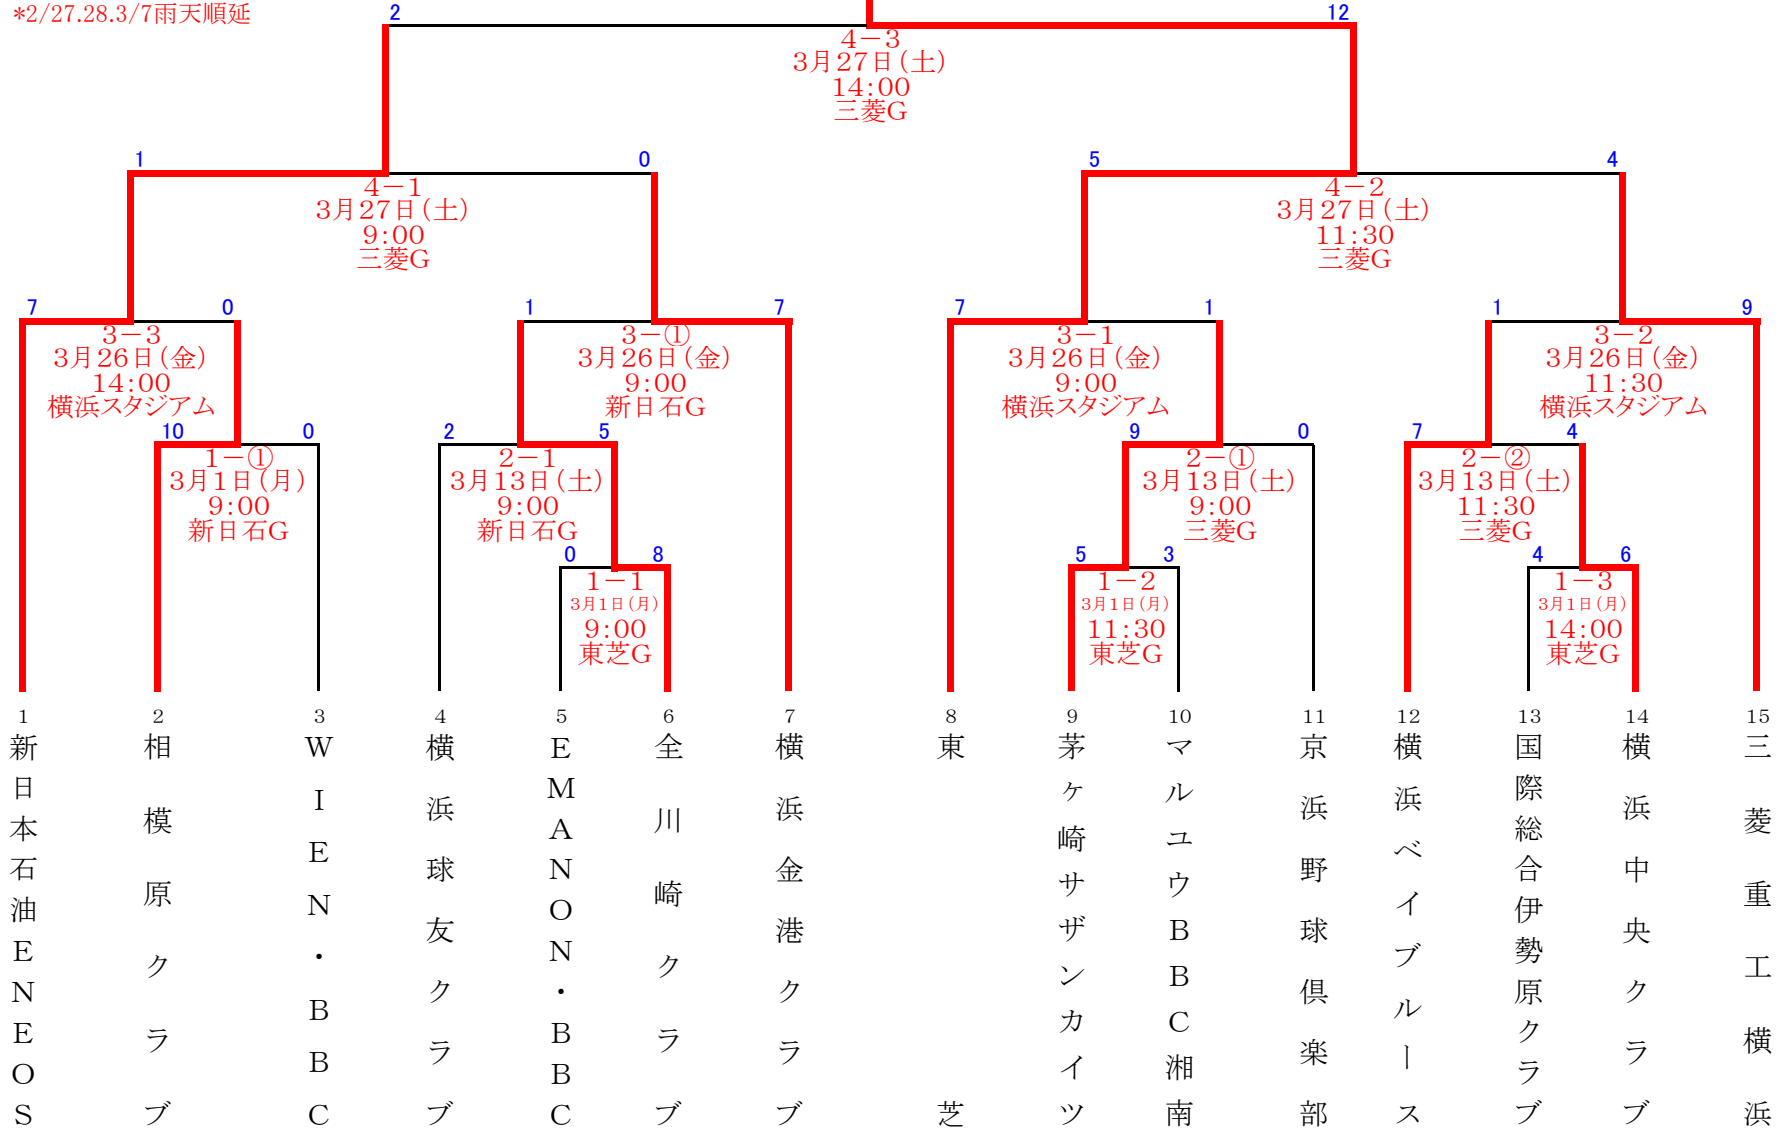 *2/27.28.3/7雨天順延
2
12
4－3
3月27日(土)
14:00
三菱G
1
0
5
4
4－1
3月27日(土)
9:00
三菱G
4－2
3月27日(土)
11:30
三菱G
7
0
1
7
7
1
1
9
3－3
3月26日(金)
14:00
横浜スタジアム
3－①
3月26日(金)
9:00
新日石G
3－1
3月26日(金)
9:00
横浜スタジアム
3－2
3月26日(金)
11:30
横浜スタジアム
10
0
2
5
9
0
7
4
1－①
3月1日(月)
9:00
新日石G
2－1
3月13日(土)
9:00
新日石G
2－①
3月13日(土)
9:00
三菱G
2－②
3月13日(土)
11:30
三菱G
0
8
5
3
4
6
1－1
3月1日(月)
9:00
東芝G
1－2
3月1日(月)
11:30
東芝G
1－3
3月1日(月)
14:00
東芝G
1
新日本石油ENEOS
2
相模原クラブ
3
WIEN・BBC
4
横浜球友クラブ
5
EMANON・BBC
6
全川崎クラブ
7
横浜金港クラブ
8
東芝
9
茅ヶ崎サザンカイツ
10
マルユウBBC湘南
11
京浜野球倶楽部
12
横浜ベイブルース
13
国際総合伊勢原クラブ
14
横浜中央クラブ
15
三菱重工横浜